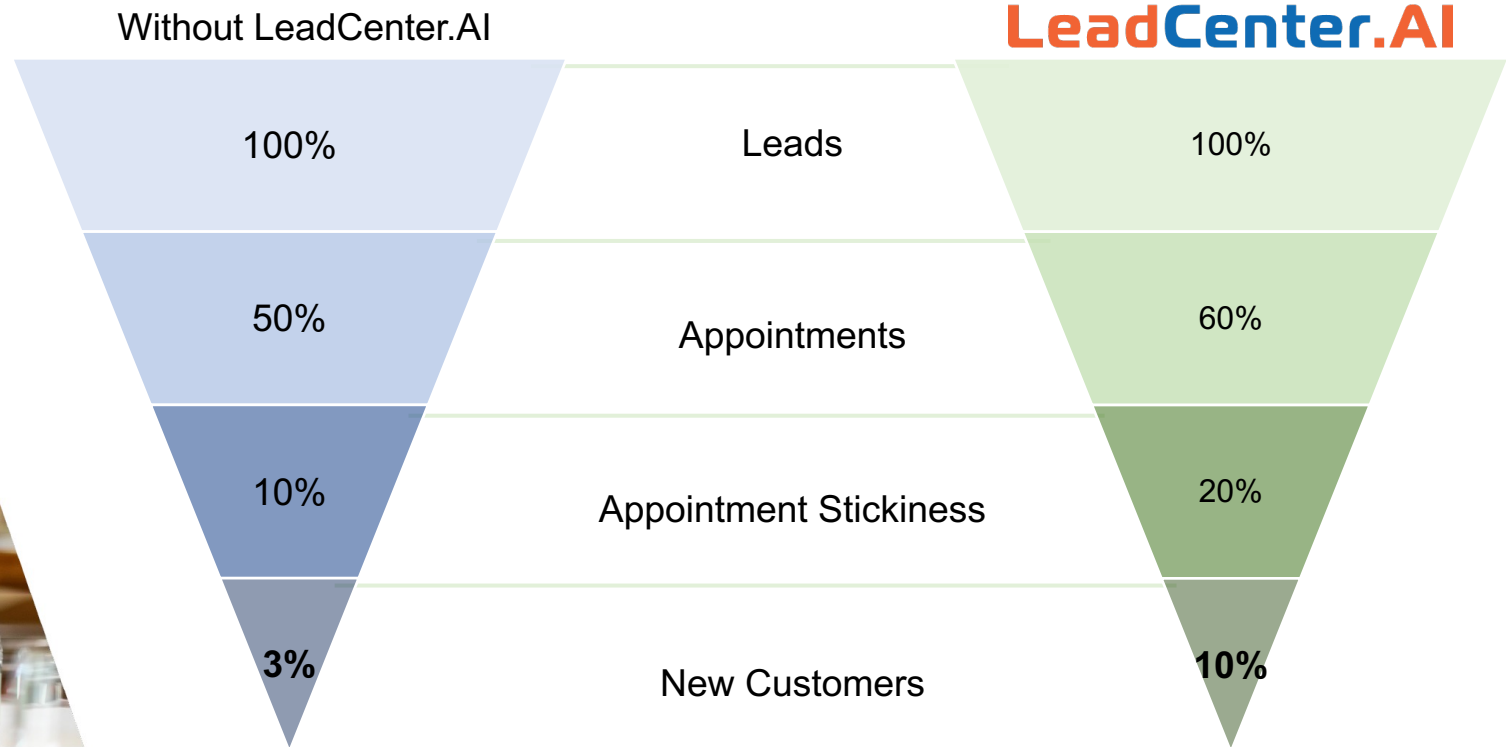 Without LeadCenter.AI
LeadCenter.AI
100%
Leads
100%
50%
Appointments
60%
10%
Appointment Stickiness
20%
3%
New Customers
10%